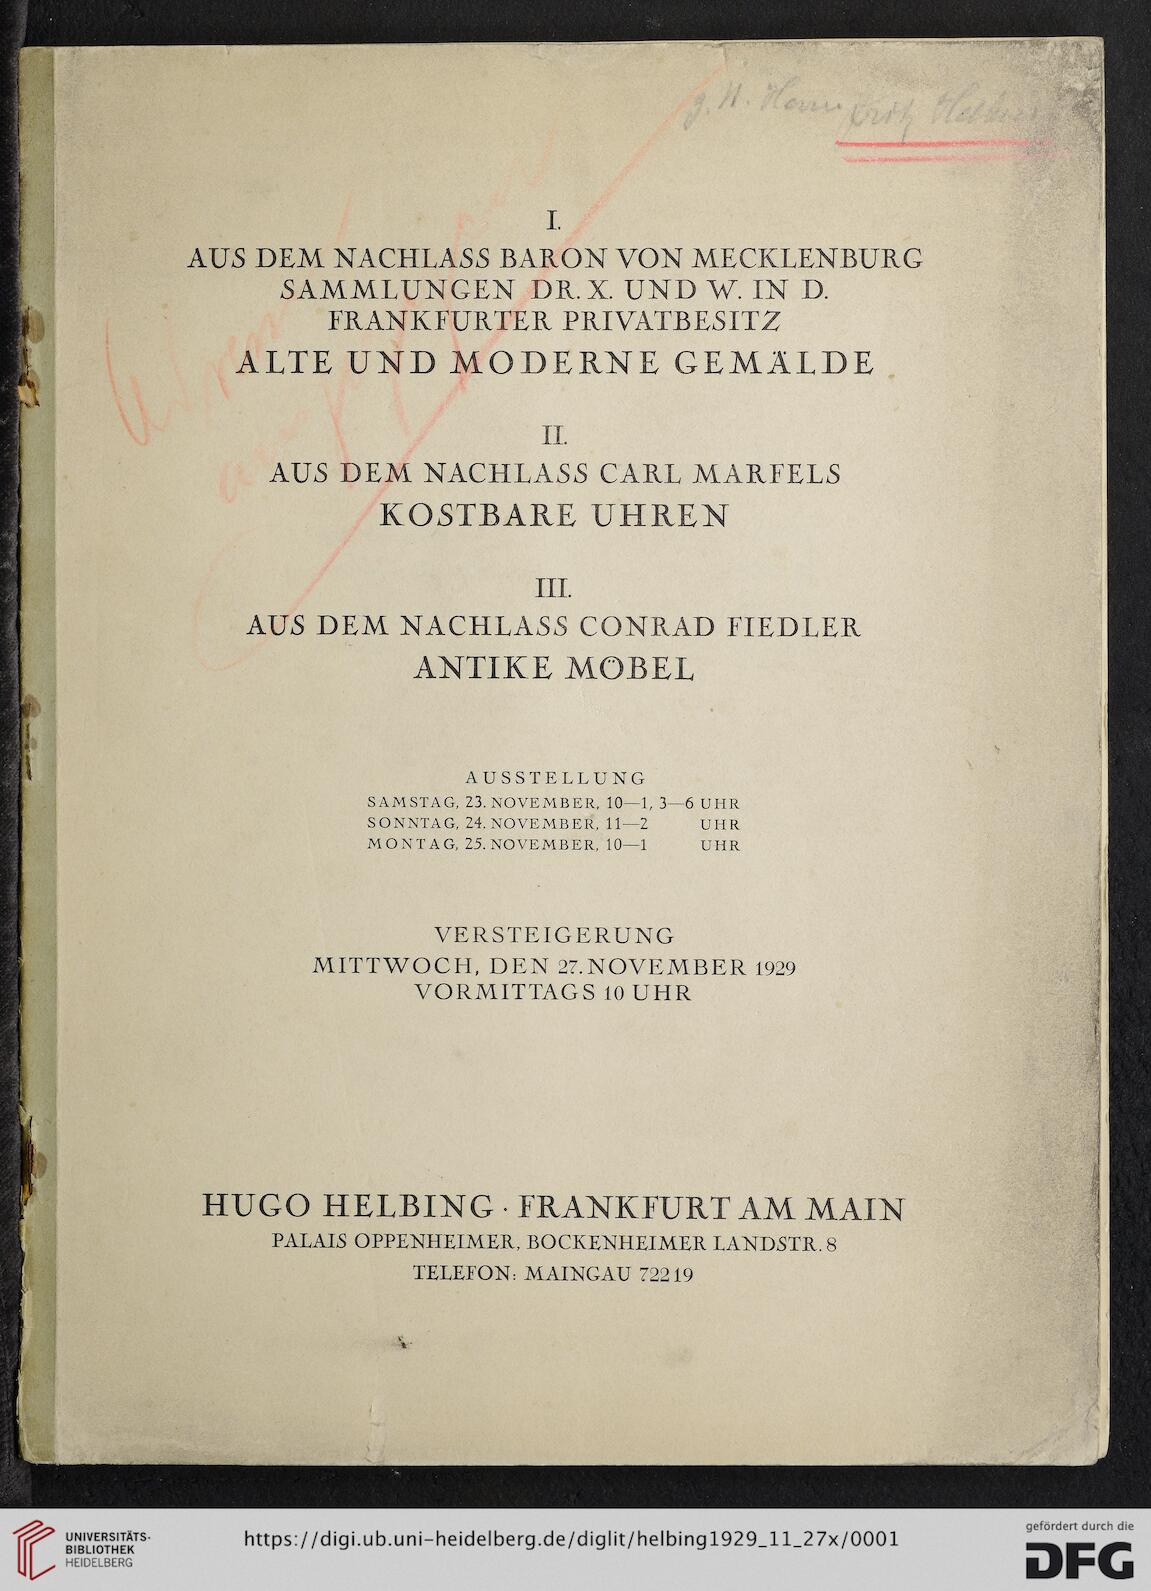 I.
AUS DEM NACHLASS BARON VON MECKLENBURG
SAMMLUNGEN DR. X. UND W. IN D.
FRANKFURTER PRIVATBESITZ
ALTE UND MODERNE GEMÄLDE
II.
AUS DEM NACHLASS CARL MARFELS
KOSTBARE UHREN
III.
AUS DEM NACHLASS CONRAD FIEDLER
ANTIKE MÖBEL
AUSSTELLUNG
SAMSTAG, 23. NOVEMBER, 10—1, 3—6 UHR
SONNTAG, 24. NOVEMBER, 11—2 UHR
MONTAG, 25. NOVEMBER, 10—1 UHR
VERSTEIGERUNG
MITTWOCH, DEN 27. NOVEMBER 1929
VORMITTAGS 10 UHR
HUGO HELBING · FRANKFURT AM MAIN
PALAIS OPPENHEIMER, BOCKENHEIMER LANDSTR. 8
TELEFON: MAINGAU 72219
UNIVERSITÄTS-
BIBLIOTHEK
HEIDELBERG
https://digi.ub.uni-heidelberg.de/diglit/helbing1929_11_27x/0001
gefördert durch die
DFG